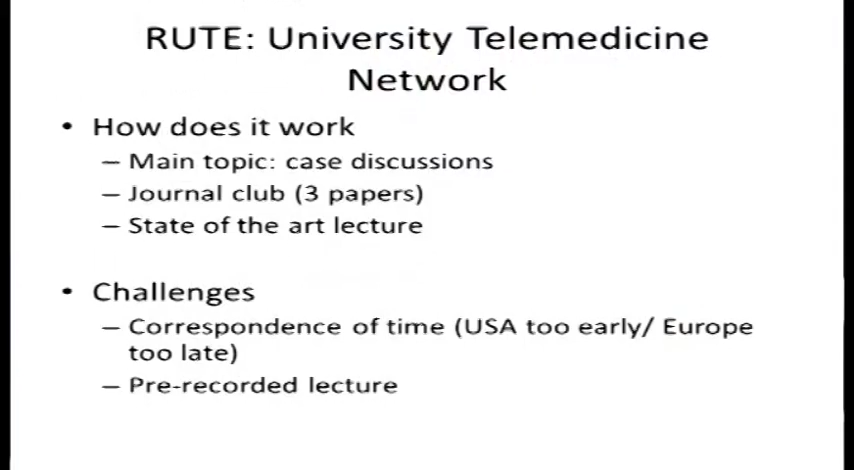 RUTE: University Telemedicine
Network
• How does it work
– Main topic: case discussions
– Journal club (3 papers)
– State of the art lecture
• Challenges
– Correspondence of time (USA too early/ Europe
too late)
– Pre-recorded lecture